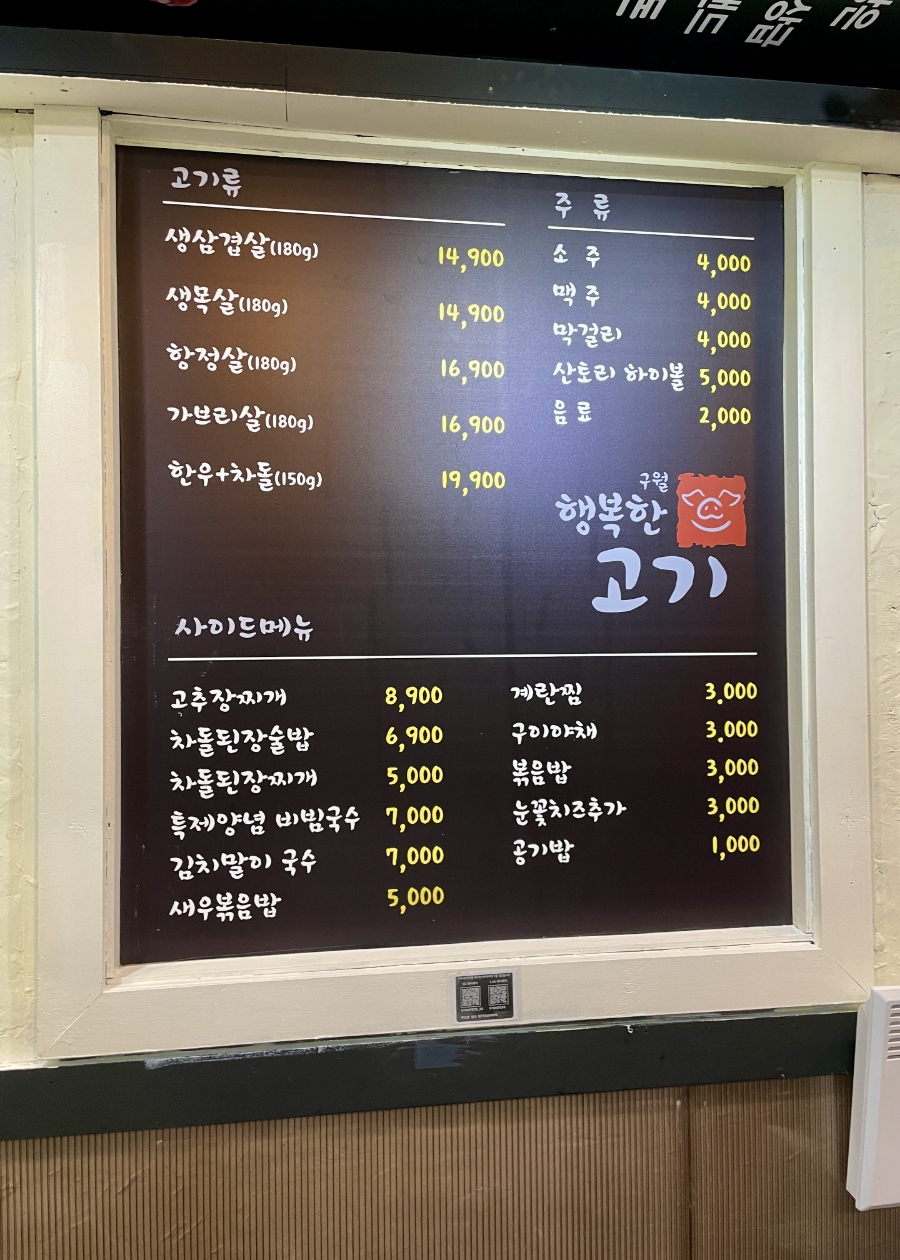 고기류
생삼겹살(180g) 14,900
생목살(180g) 14,900
항정살(180g) 16,900
가브리살(180g) 16,900
한우+차돌(150g) 19,900
주 류
소 주 4,000
맥 주 4,000
막걸리 4,000
산토리 하이볼 5,000
음 료 2,000
구월
행복한
고기
사이드메뉴
고추장찌개 8,900
차돌된장술밥 6,900
차돌된장찌개 5,000
특제양념 비빔국수 7,000
김치말이 국수 7,000
새우볶음밥 5,000
계란찜 3,000
구이야채 3,000
볶음밥 3,000
눈꽃치즈추가 3,000
공기밥 1,000